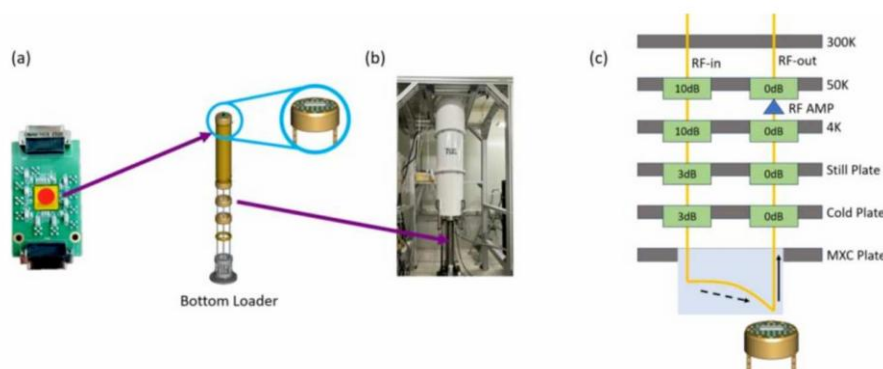 (a)
Bottom Loader
(b)
(c)
300K
RF-in
RF-out
10dB
0dB
50K
RF AMP
10dB
0dB
4K
3dB
0dB
Still Plate
3dB
0dB
Cold Plate
MXC Plate